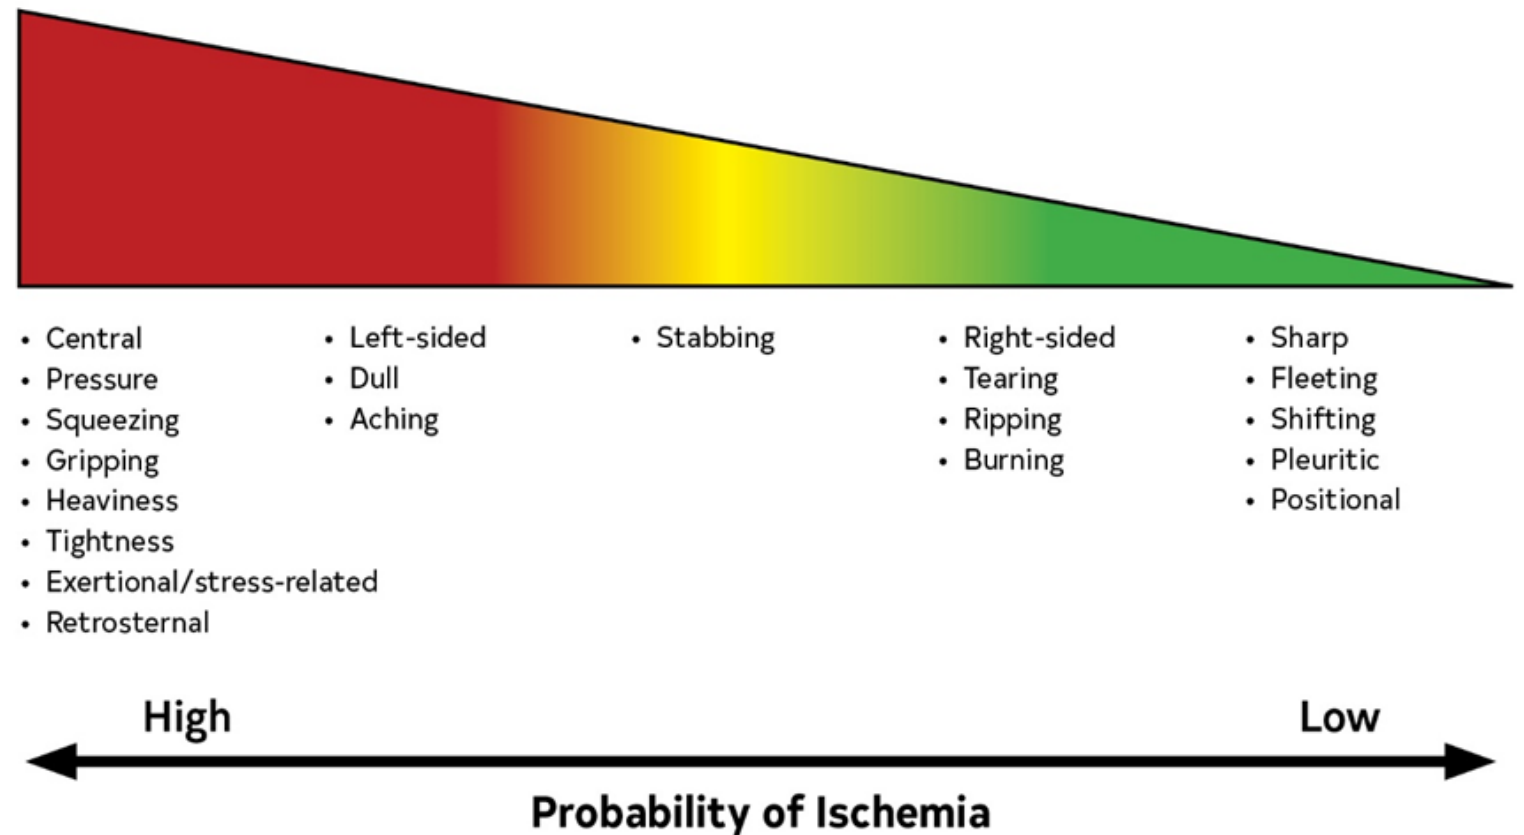 Central
Pressure
Squeezing
Gripping
Heaviness
Tightness
Exertional/stress-related
Retrosternal
Left-sided
Dull
Aching
Stabbing
Right-sided
Tearing
Ripping
Burning
Sharp
Fleeting
Shifting
Pleuritic
Positional
High
Low
Probability of Ischemia